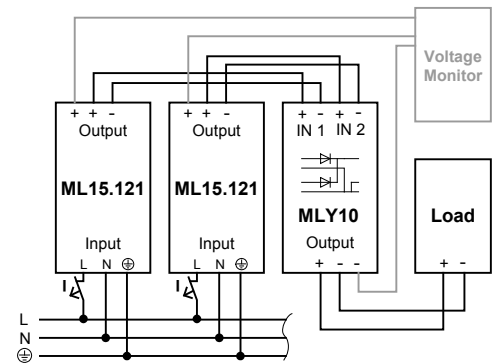 Voltage
Monitor
+ + -
Output
ML15.121
Input
L N ⏚
I
+ + -
Output
ML15.121
Input
L N ⏚
I
+ - + -
IN 1 IN 2
MLY10
Output
+ - -
Load
+ -
L
N
⏚